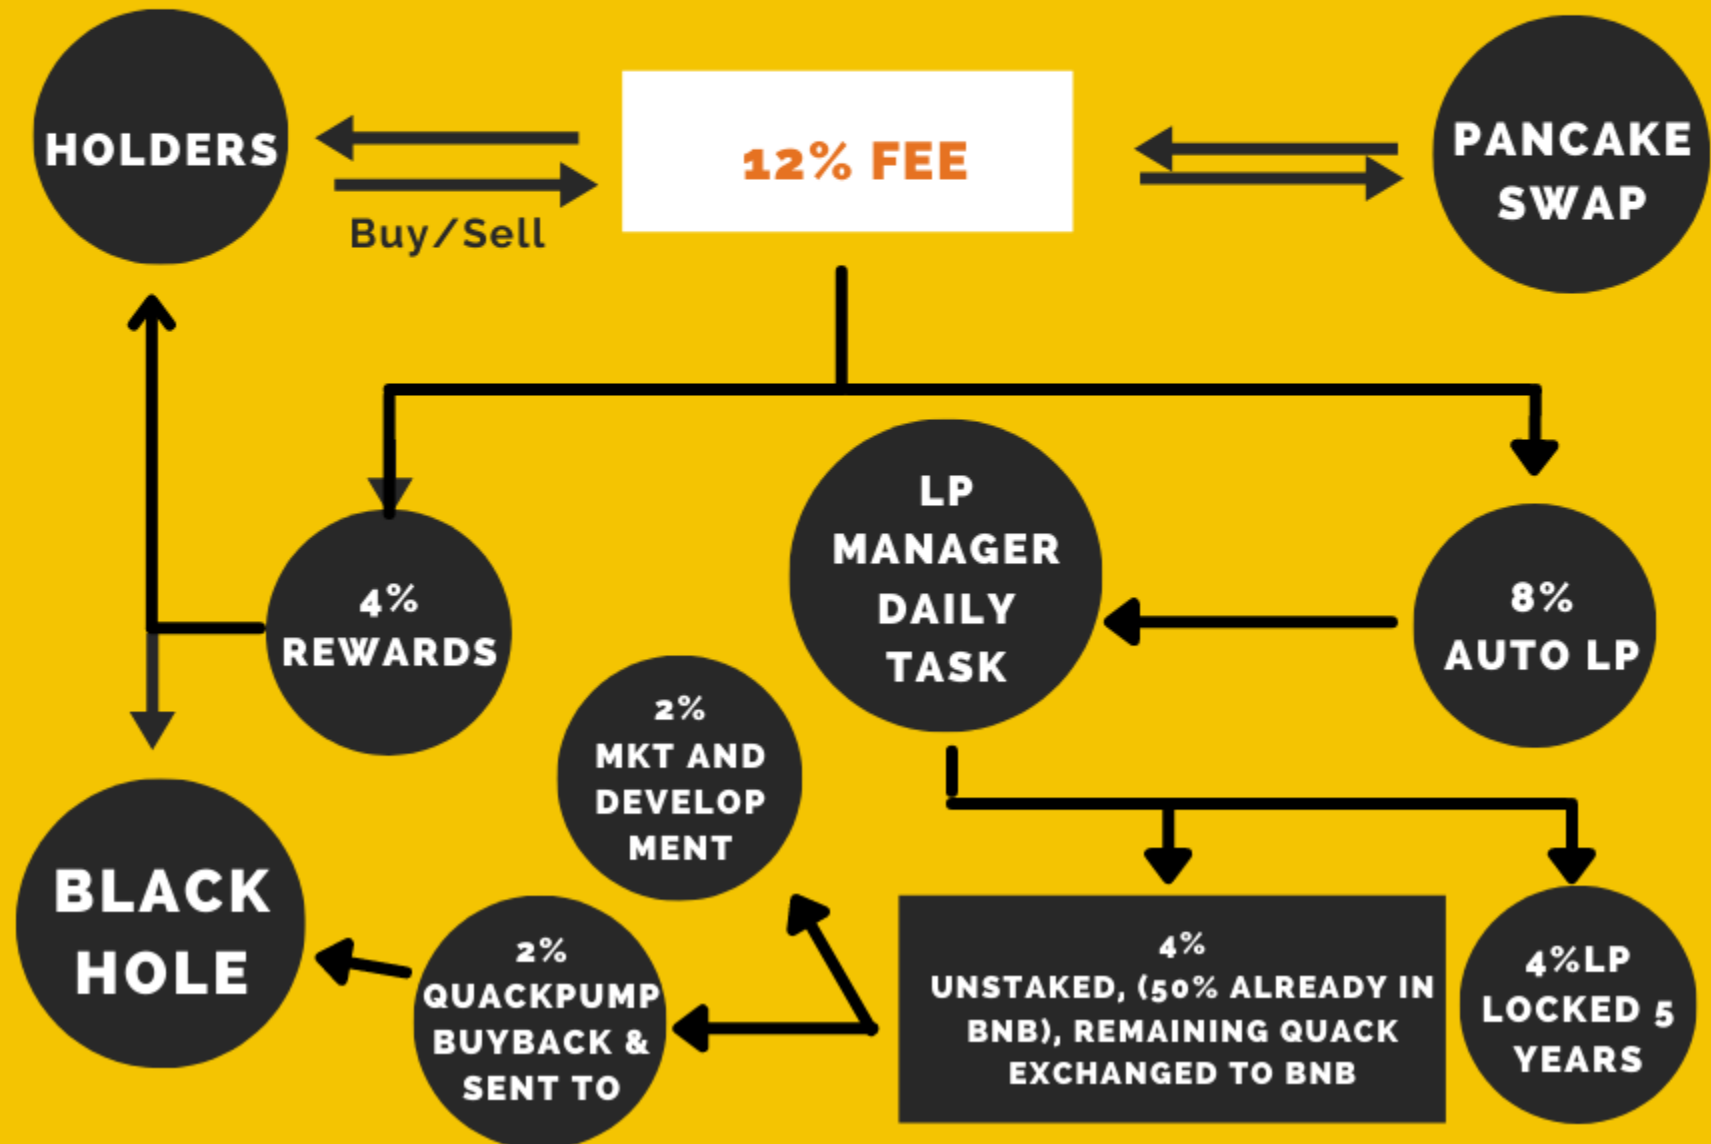 HOLDERS
12% FEE
PANCAKE
SWAP
Buy/Sell
4%
REWARDS
LP
MANAGER
DAILY
TASK
8%
AUTO LP
2%
MKT AND
DEVELOP
MENT
BLACK
HOLE
2%
QUACKPUMP
BUYBACK &
SENT TO
4%
UNSTAKED, (50% ALREADY IN
BNB), REMAINING QUACK
EXCHANGED TO BNB
4%LP
LOCKED 5
YEARS